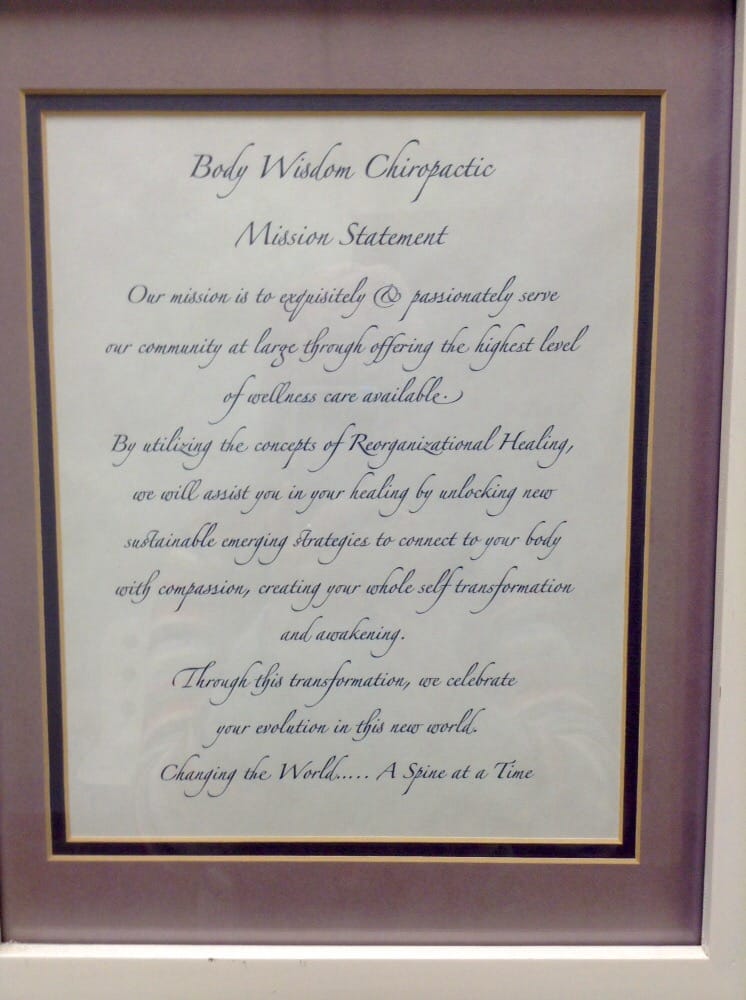 Body Wisdom Chiropactic
Mission Statement
Our mission is to exquisitely & passionately serve
our community at large through offering the highest level
of wellness care available.
By utilizing the concepts of Reorganizational Healing,
we will assist you in your healing by unlocking new
sustainable emerging strategies to connect to your body
with compassion, creating your whole self transformation
and awakening.
Through this transformation, we celebrate
your evolution in this new world.
Changing the World..... A Spine at a Time